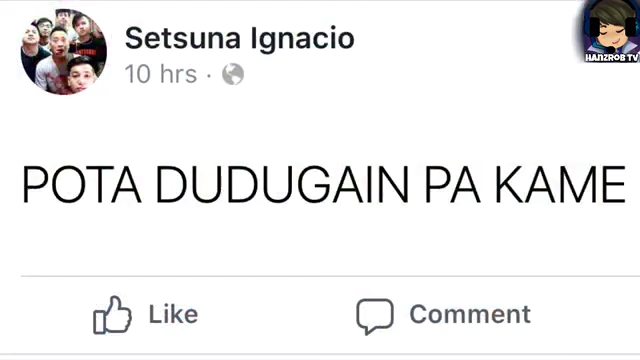 Setsuna Ignacio
HANZROB TV
10 hrs ·
POTA DUDUGAIN PA KAME
Like
Comment